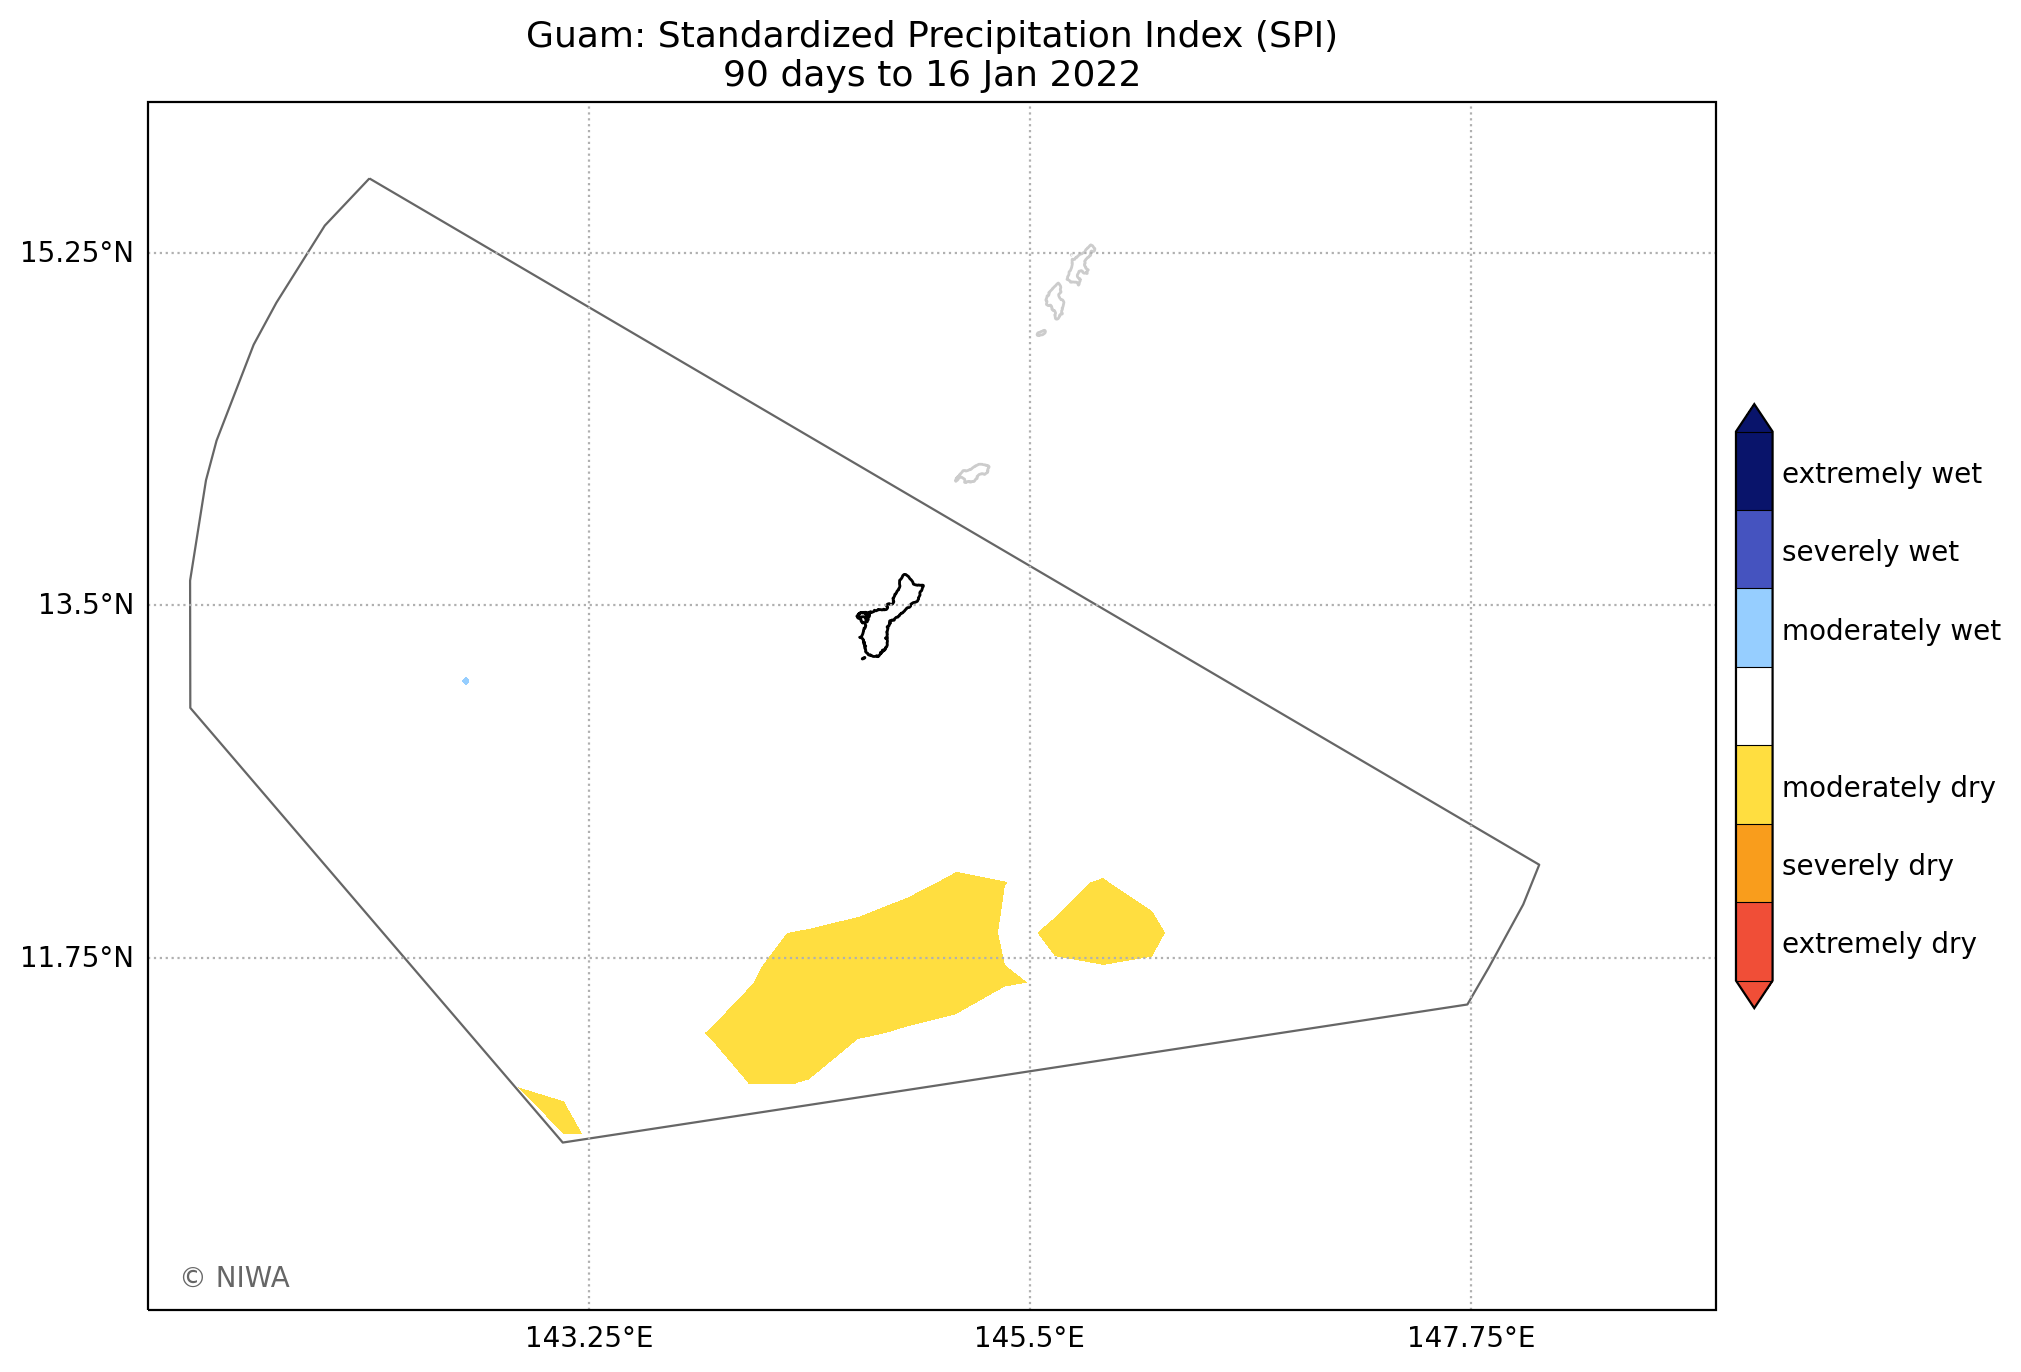 Guam: Standardized Precipitation Index (SPI)
90 days to 16 Jan 2022
15.25°N
13.5°N
11.75°N
143.25°E
145.5°E
147.75°E
extremely wet
severely wet
moderately wet
moderately dry
severely dry
extremely dry
© NIWA